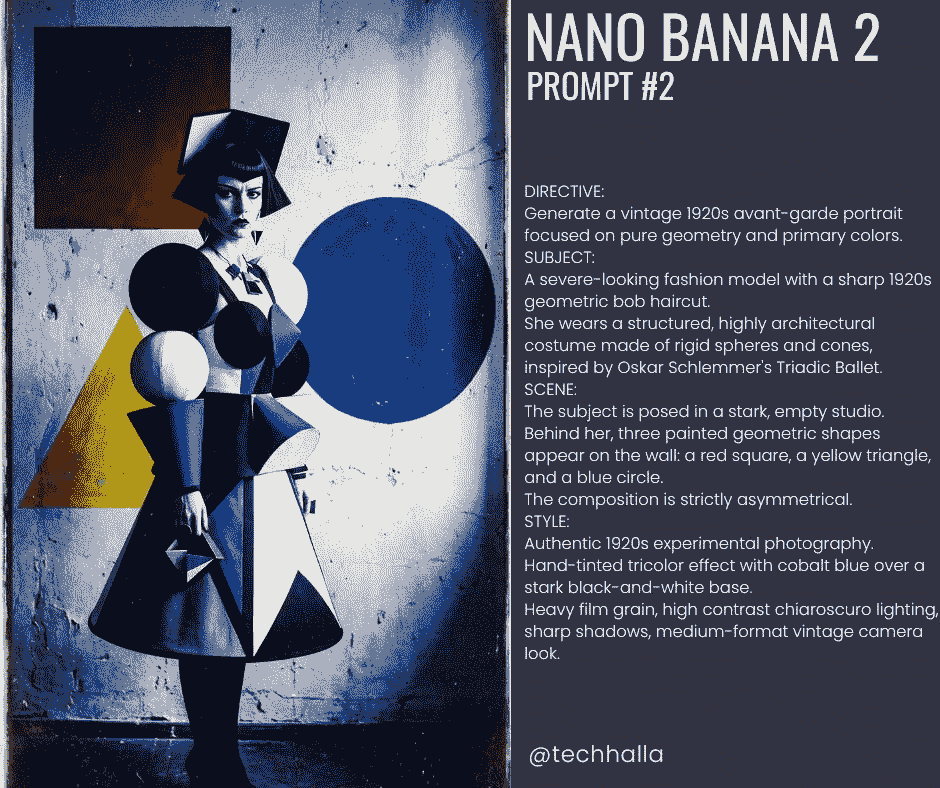 NANO BANANA 2
PROMPT #2
DIRECTIVE:
Generate a vintage 1920s avant-garde portrait
focused on pure geometry and primary colors.
SUBJECT:
A severe-looking fashion model with a sharp 1920s
geometric bob haircut.
She wears a structured, highly architectural
costume made of rigid spheres and cones,
inspired by Oskar Schlemmer's Triadic Ballet.
SCENE:
The subject is posed in a stark, empty studio.
Behind her, three painted geometric shapes
appear on the wall: a red square, a yellow triangle,
and a blue circle.
The composition is strictly asymmetrical.
STYLE:
Authentic 1920s experimental photography.
Hand-tinted tricolor effect with cobalt blue over a
stark black-and-white base.
Heavy film grain, high contrast chiaroscuro lighting,
sharp shadows, medium-format vintage camera
look.
@techhalla